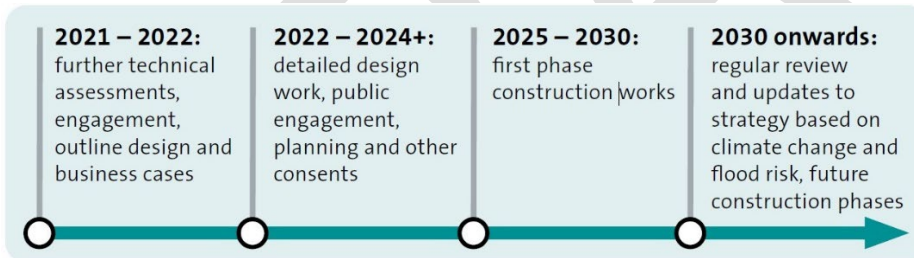 2021 – 2022:
further technical
assessments,
engagement,
outline design and
business cases
2022 – 2024+:
detailed design
work, public
engagement,
planning and other
consents
2025 – 2030:
first phase
construction works
2030 onwards:
regular review
and updates to
strategy based on
climate change and
flood risk, future
construction phases